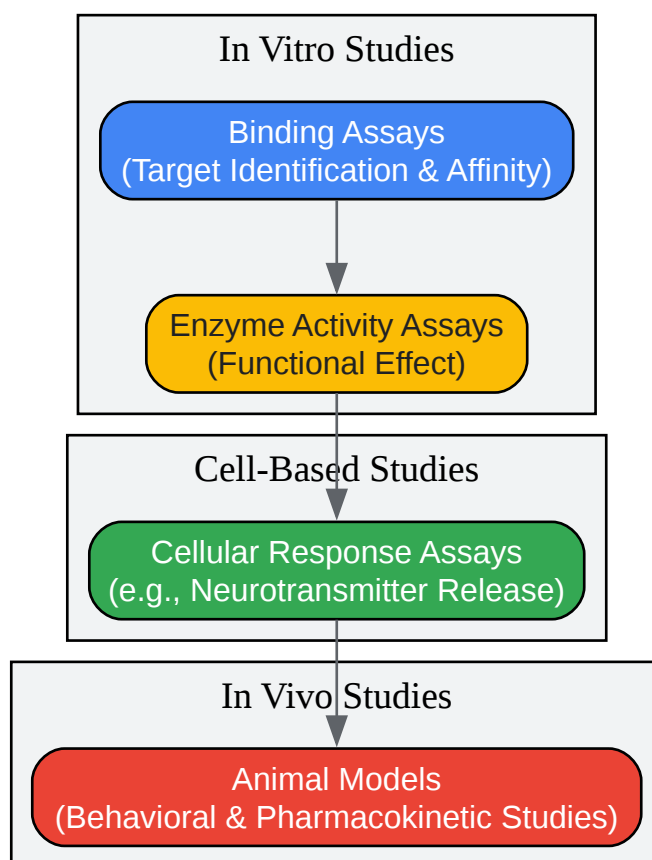 In Vitro Studies
Binding Assays
(Target Identification & Affinity)
Enzyme Activity Assays
(Functional Effect)
Cell-Based Studies
Cellular Response Assays
(e.g., Neurotransmitter Release)
In Vivo Studies
Animal Models
(Behavioral & Pharmacokinetic Studies)